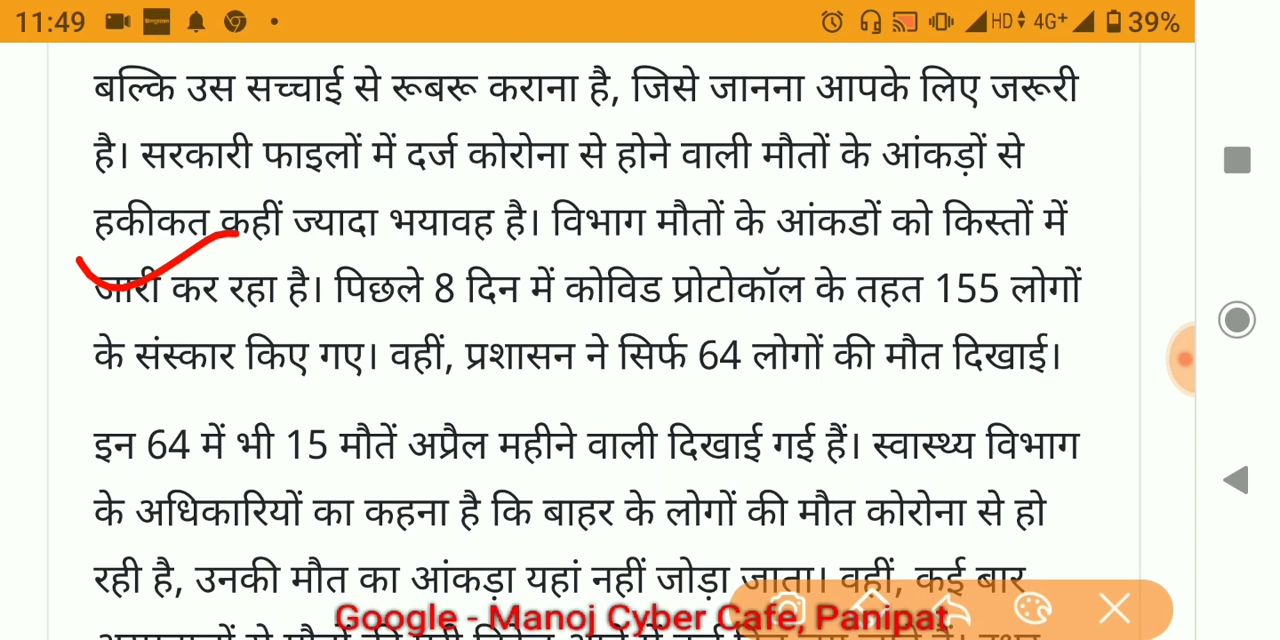 11:49 HD 4G+ 39%
बल्कि उस सच्चाई से रूबरू कराना है, जिसे जानना आपके लिए जरूरी
है। सरकारी फाइलों में दर्ज कोरोना से होने वाली मौतों के आंकड़ों से
हकीकत कहीं ज्यादा भयावह है। विभाग मौतों के आंकडों को किस्तों में
जारी कर रहा है। पिछले 8 दिन में कोविड प्रोटोकॉल के तहत 155 लोगों
के संस्कार किए गए। वहीं, प्रशासन ने सिर्फ 64 लोगों की मौत दिखाई।
इन 64 में भी 15 मौतें अप्रैल महीने वाली दिखाई गई हैं। स्वास्थ्य विभाग
के अधिकारियों का कहना है कि बाहर के लोगों की मौत कोरोना से हो
रही है, उनकी मौत का आंकड़ा यहां नहीं जोड़ा जाता। वहीं, कई बार
Google - Manoj Cyber Cafe, Panipat